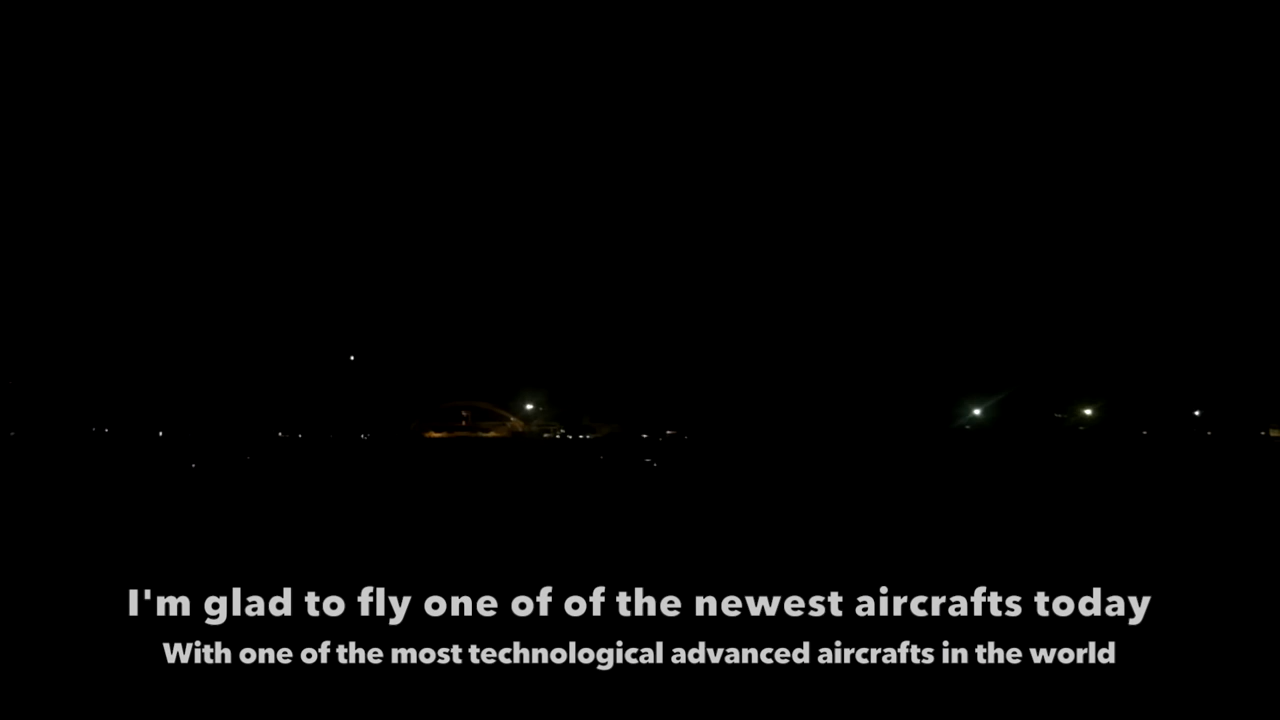 I'm glad to fly one of of the newest aircrafts today
With one of the most technological advanced aircrafts in the world